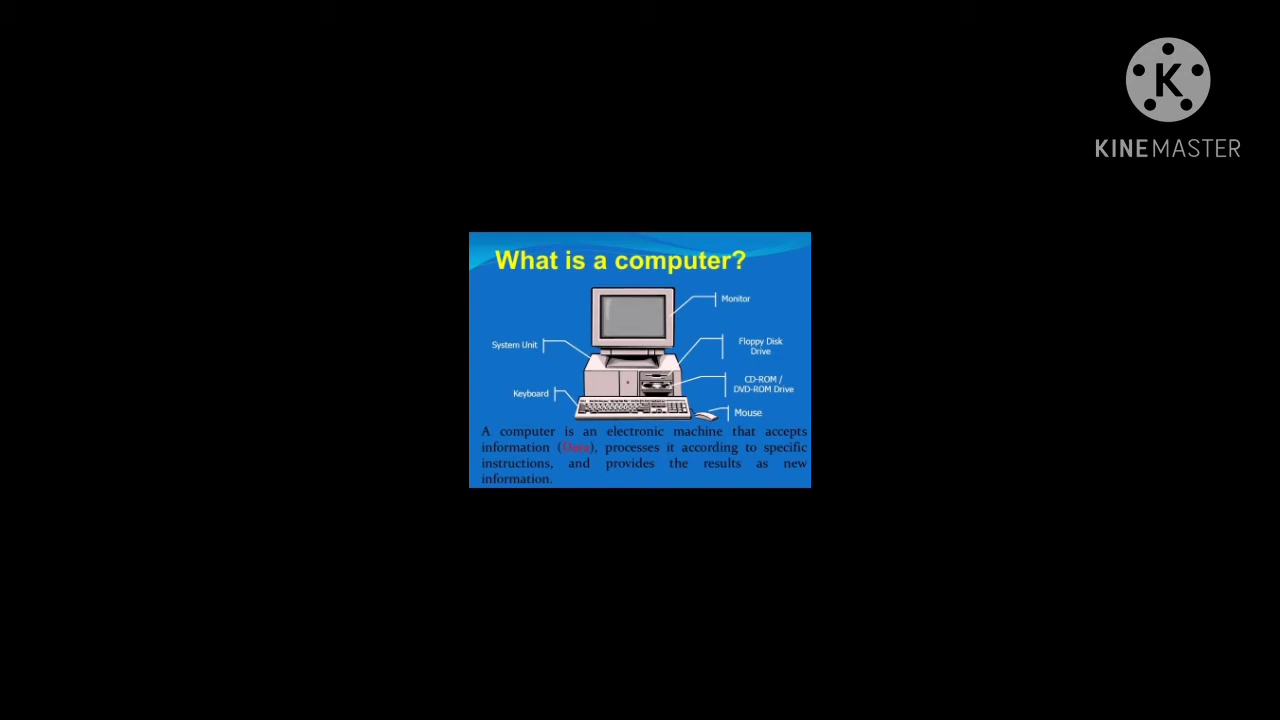 K
KINEMASTER
What is a computer?
Monitor
System Unit
Floppy Disk
Drive
CD-ROM /
DVD-ROM Drive
Keyboard
Mouse
A computer is an electronic machine that accepts
information (Data), processes it according to specific
instructions, and provides the results as new
information.